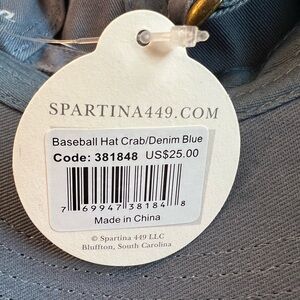 SPARTINA449.COM
Baseball Hat Crab/Denim Blue
Code: 381848 US$25.00
7 69947 38184 8
Made in China
© Spartina 449 LLC
Bluffton, South Carolina